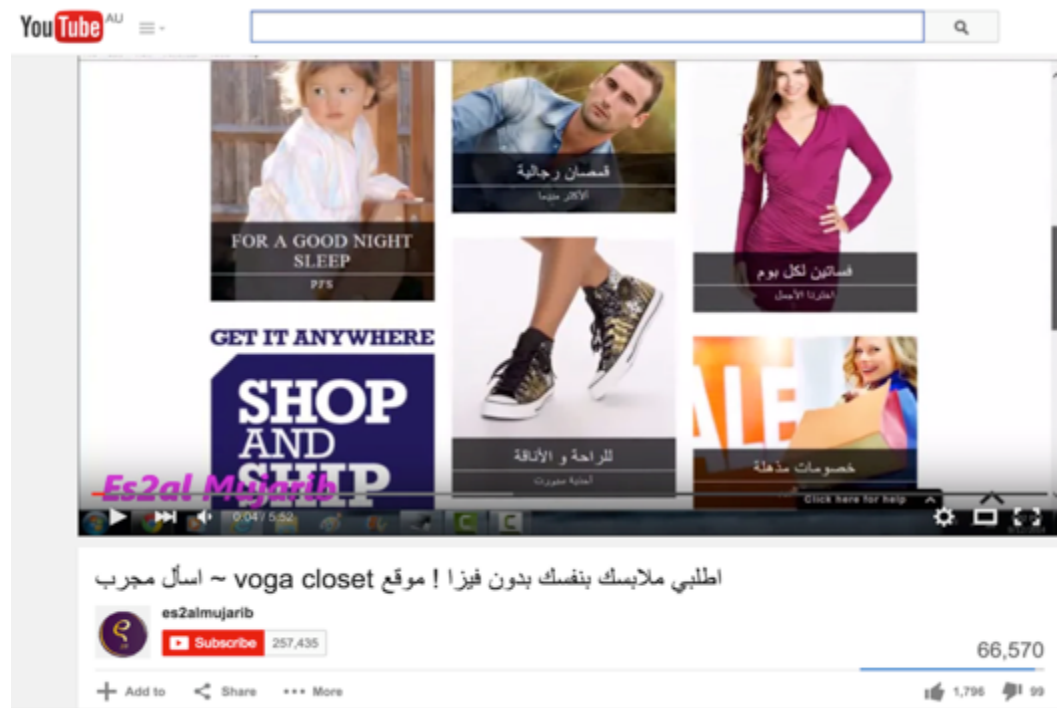 YouTube AU
FOR A GOOD NIGHT
SLEEP
PJ'S
قمصان رجالية
فساتين لكل يوم
اخترنا الأجمل
GET IT ANYWHERE
SHOP
AND
SHIP
للراحة و الأناقة
أحذية سبورت
ALE
خصومات مذهلة
Es2al Mujarib
Click here for help
0:04 / 5:52
اطلبي ملابسك بنفسك بدون فيزا ! موقع voga closet ~ اسأل مجرب
es2almujarib
Subscribe 257,435
66,570
Add to Share More
1,796 99